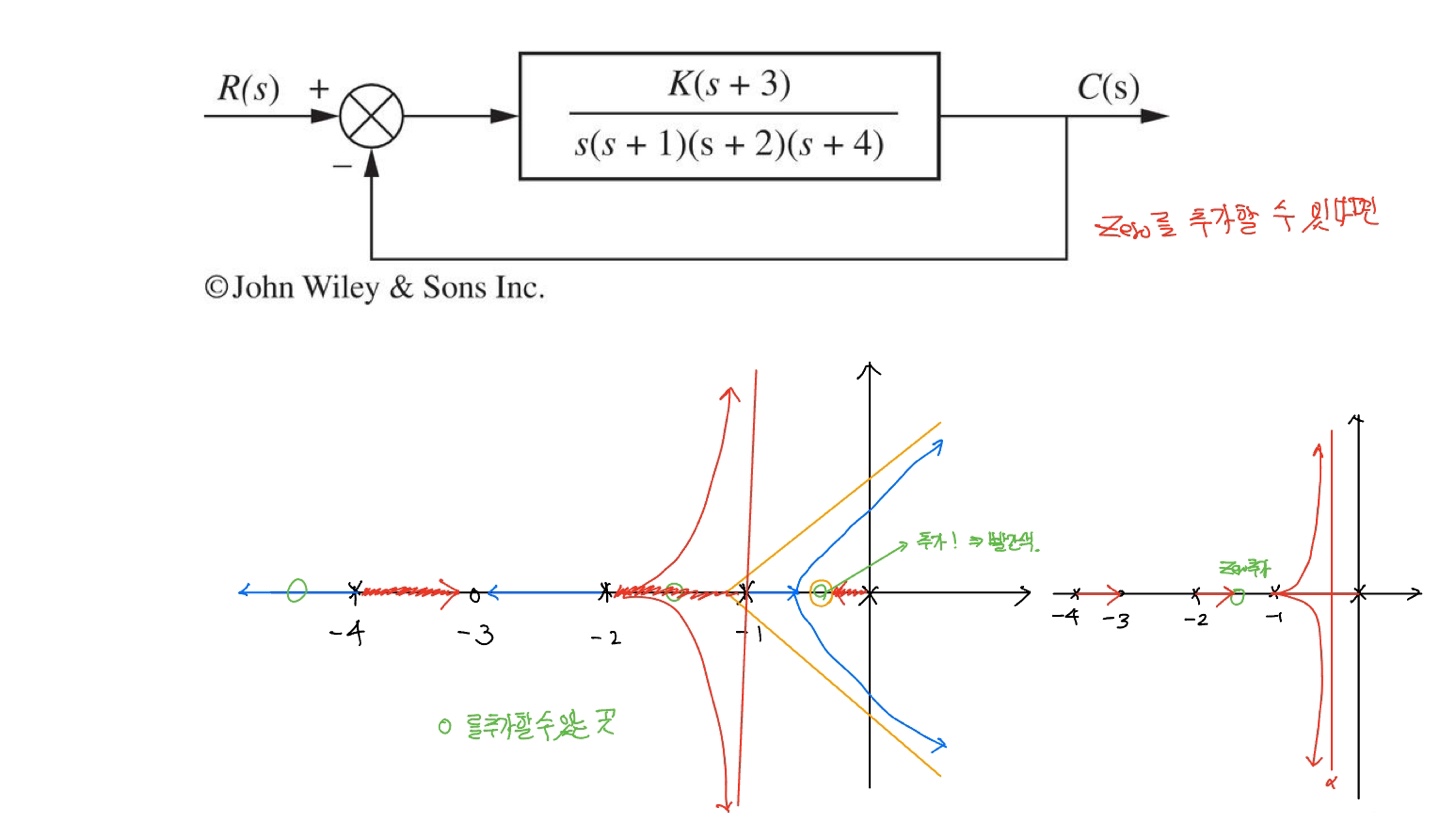 R(s) +
K(s + 3)
s(s + 1)(s + 2)(s + 4)
C(s)
−
Zero를 추가할 수 있다면
©John Wiley & Sons Inc.
추가! ⇒ 빨간색.
Zero추가
-4 -3 -2 -1
-4 -3 -2 -1
o 를추가할수있는 곳
α